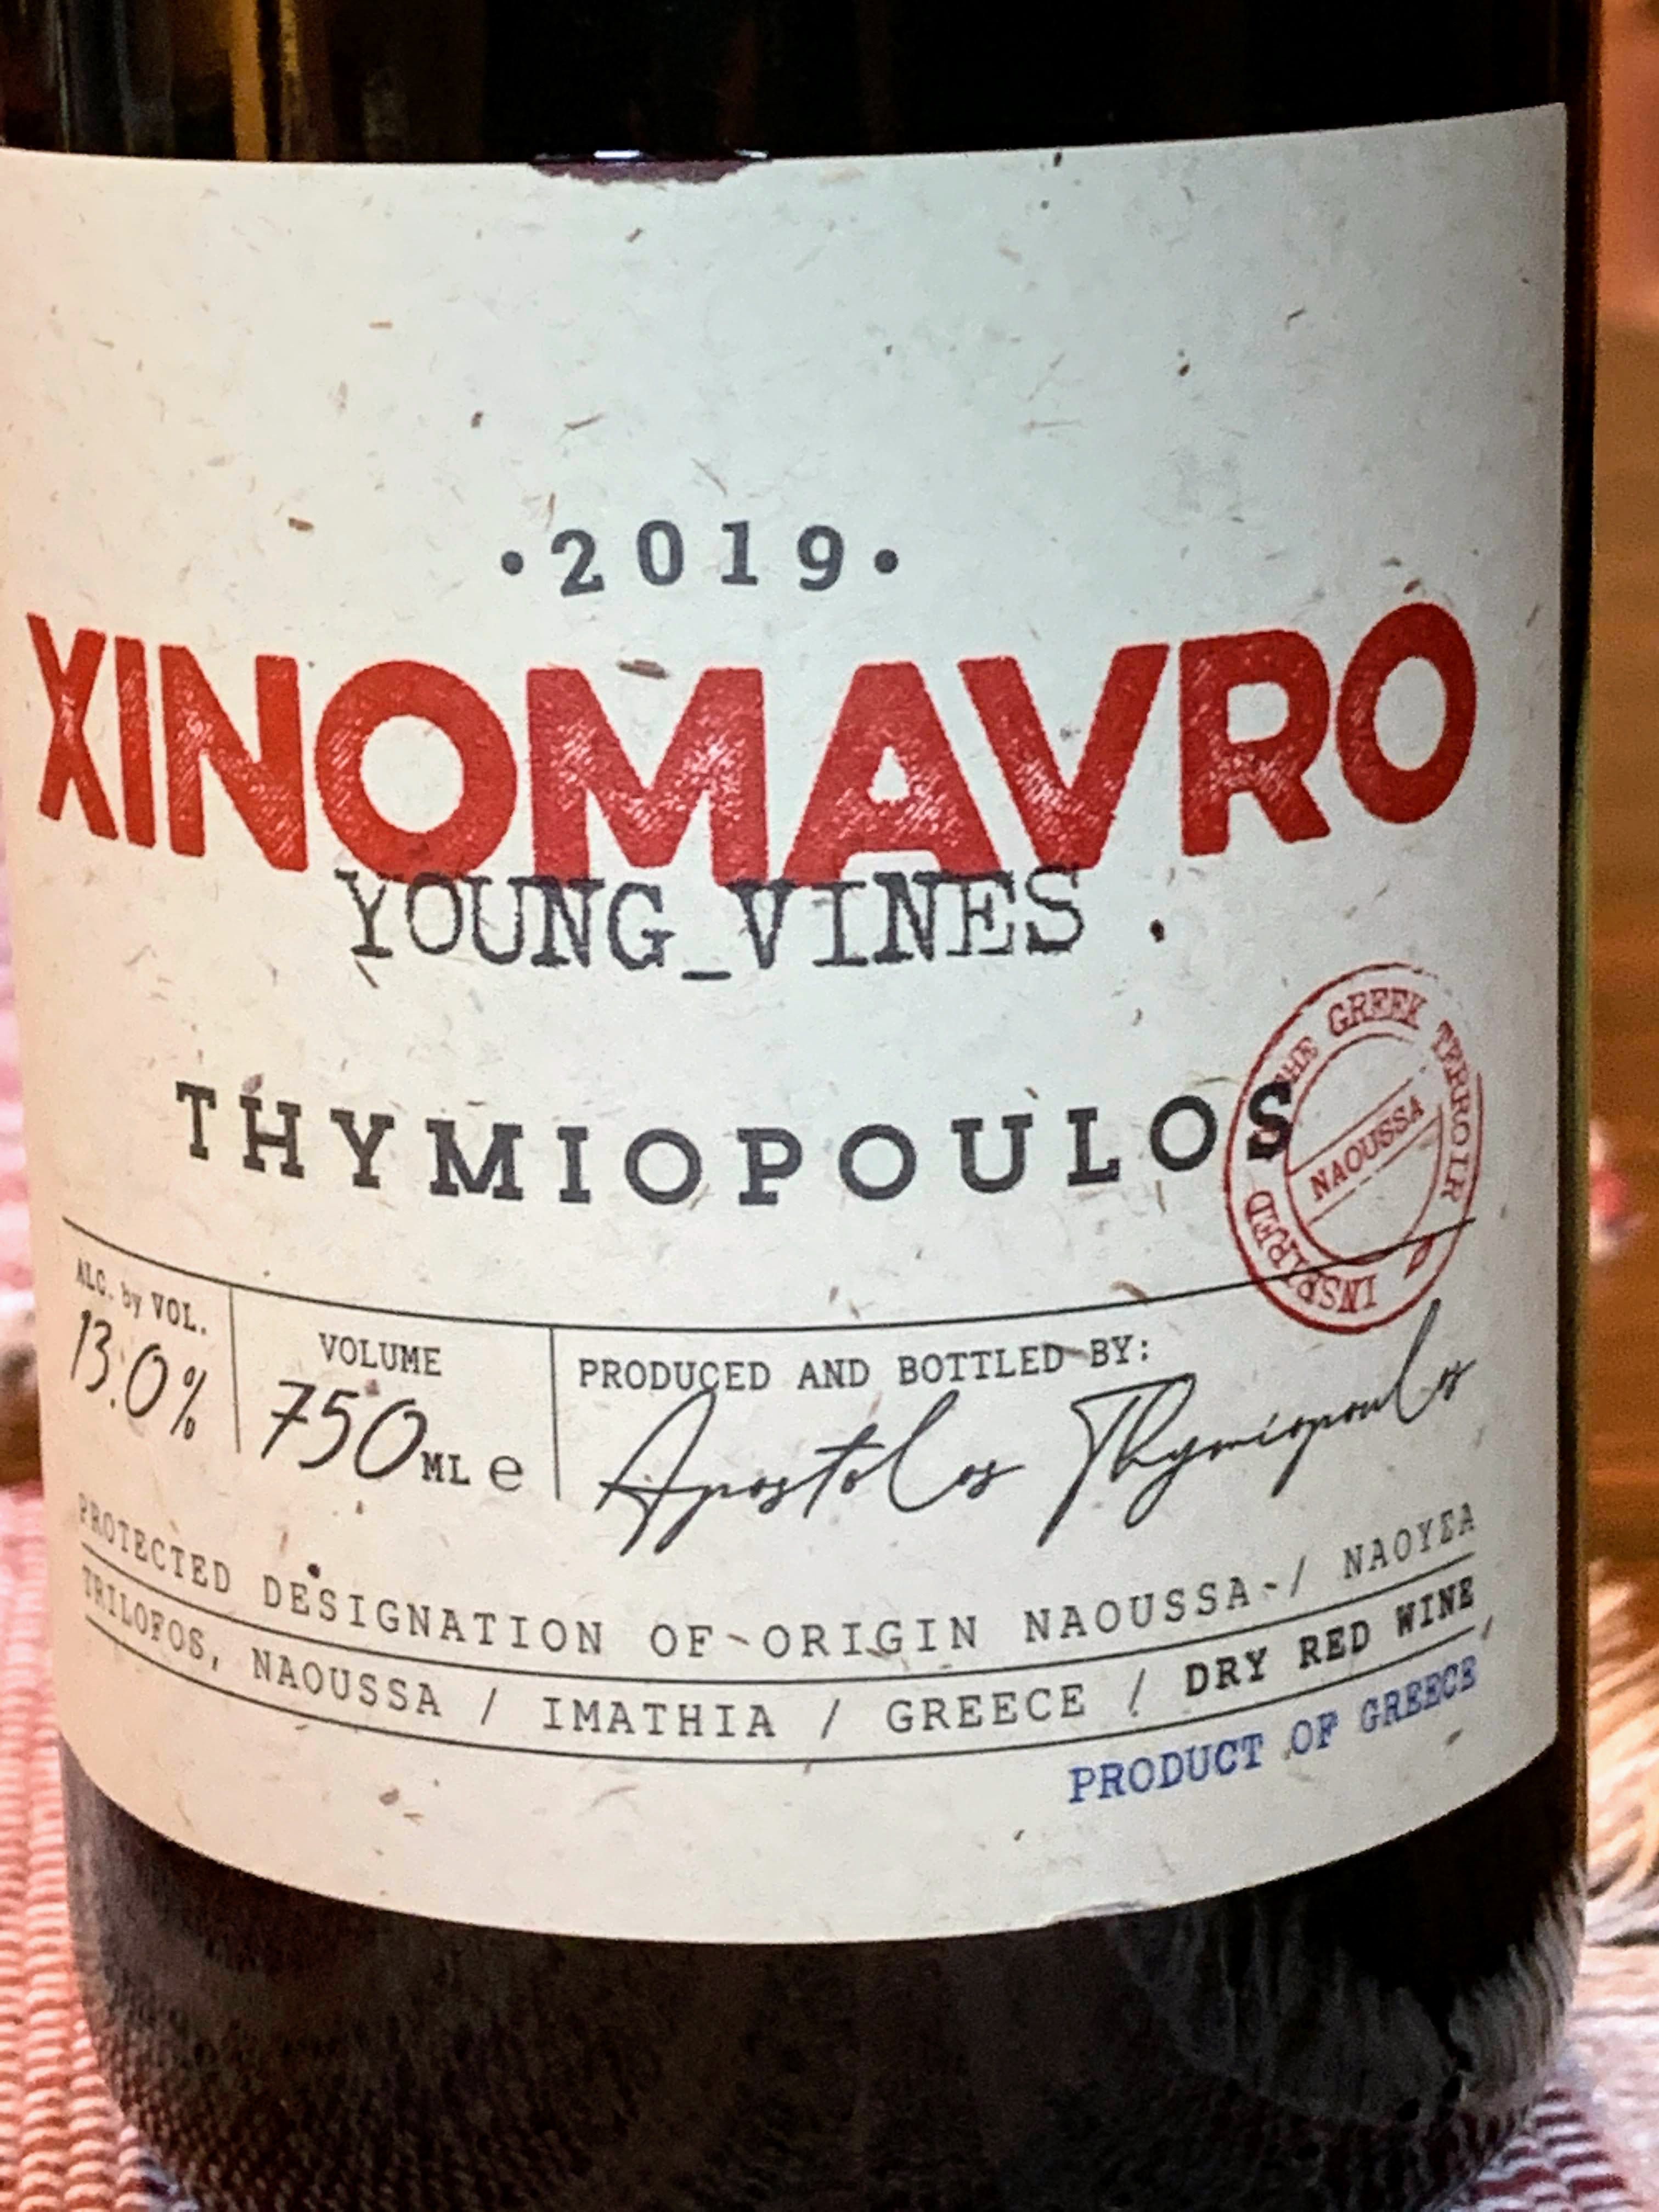 •2019•
XINOMAVRO
YOUNG_VINES
THYMIOPOULOS
INSPIRED THE GREEK TERROIR
NAOUSSA
ALC. by VOL.
13.0%
VOLUME
750ML e
PRODUCED AND BOTTLED BY:
Apostolos Thymiopoulos
PROTECTED DESIGNATION OF ORIGIN NAOUSSA / ΝΑΟΥΣΑ
TRILOFOS, NAOUSSA / IMATHIA / GREECE / DRY RED WINE
PRODUCT OF GREECE